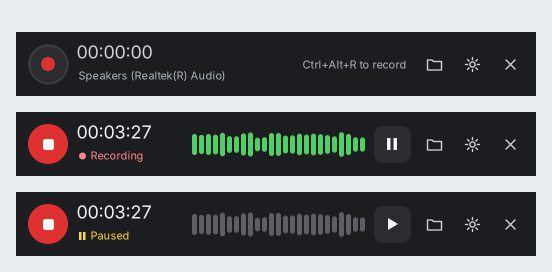 00:00:00
Speakers (Realtek(R) Audio)
Ctrl+Alt+R to record
00:03:27
Recording
00:03:27
Paused